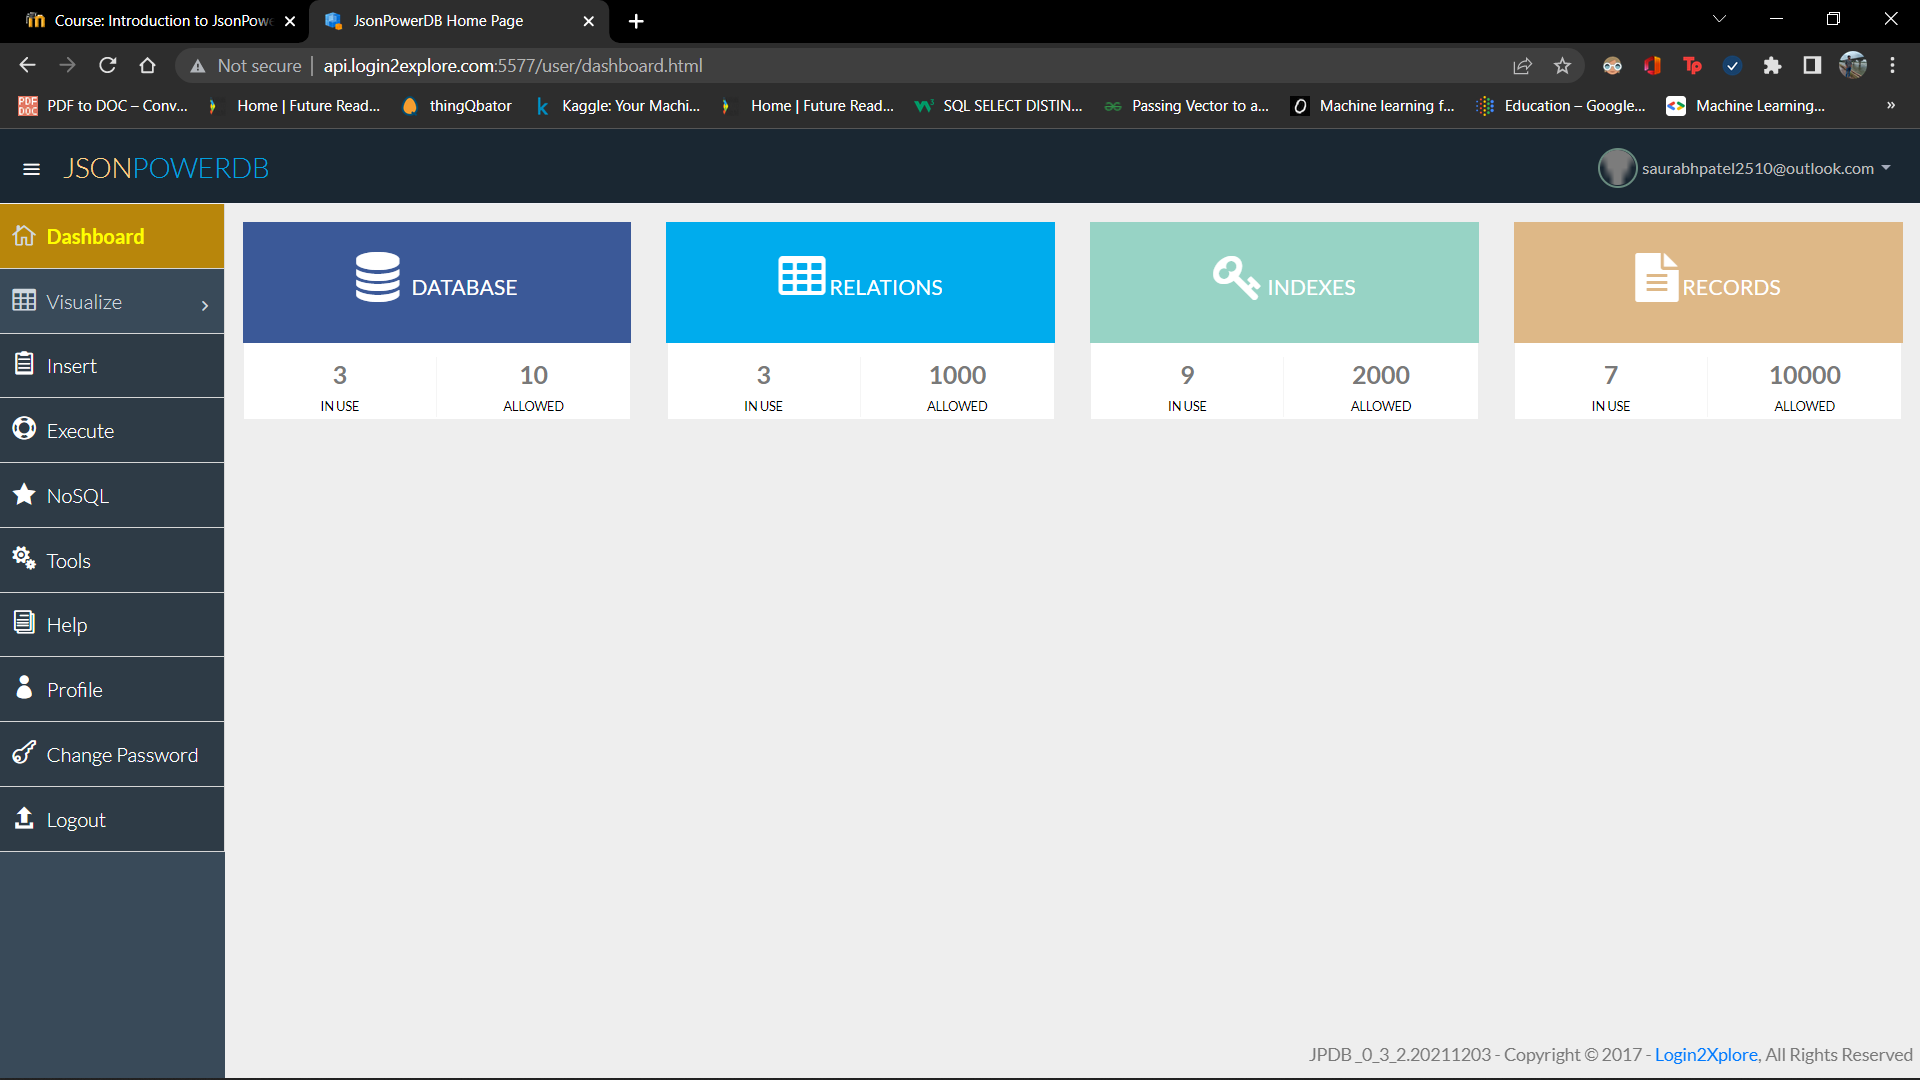 Course: Introduction to JsonPow
JsonPowerDB Home Page
Not secure
api.login2explore.com:5577/user/dashboard.html
PDF to DOC – Conv...
Home | Future Read...
thingQbator
Kaggle: Your Machi...
Home | Future Read...
SQL SELECT DISTIN...
Passing Vector to a...
Machine learning f...
Education – Google...
Machine Learning...
»
JSONPOWERDB
saurabhpatel2510@outlook.com
Dashboard
Visualize
Insert
Execute
NoSQL
Tools
Help
Profile
Change Password
Logout
DATABASE
3
IN USE
10
ALLOWED
RELATIONS
3
IN USE
1000
ALLOWED
INDEXES
9
IN USE
2000
ALLOWED
RECORDS
7
IN USE
10000
ALLOWED
JPDB_0_3_2.20211203 - Copyright © 2017 - Login2Xplore, All Rights Reserved